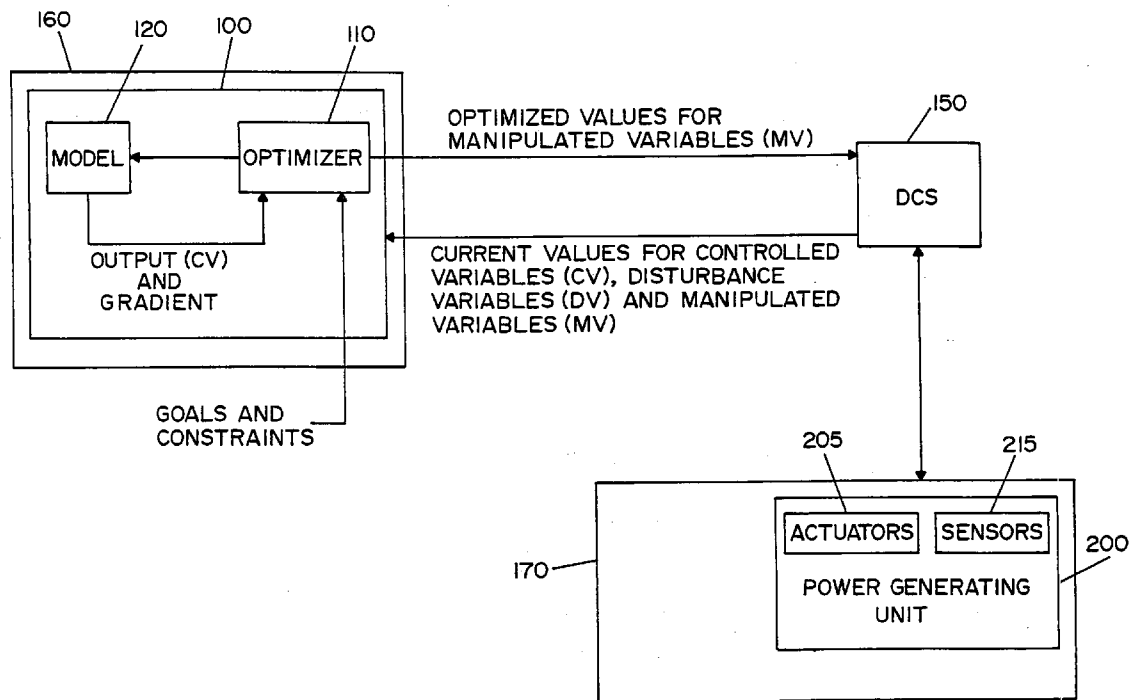 160
120
100
110
150
MODEL
OPTIMIZER
OPTIMIZED VALUES FOR
MANIPULATED VARIABLES (MV)
DCS
OUTPUT (CV)
AND
GRADIENT
CURRENT VALUES FOR CONTROLLED
VARIABLES (CV), DISTURBANCE
VARIABLES (DV) AND MANIPULATED
VARIABLES (MV)
GOALS AND
CONSTRAINTS
205
215
ACTUATORS
SENSORS
200
170
POWER GENERATING
UNIT